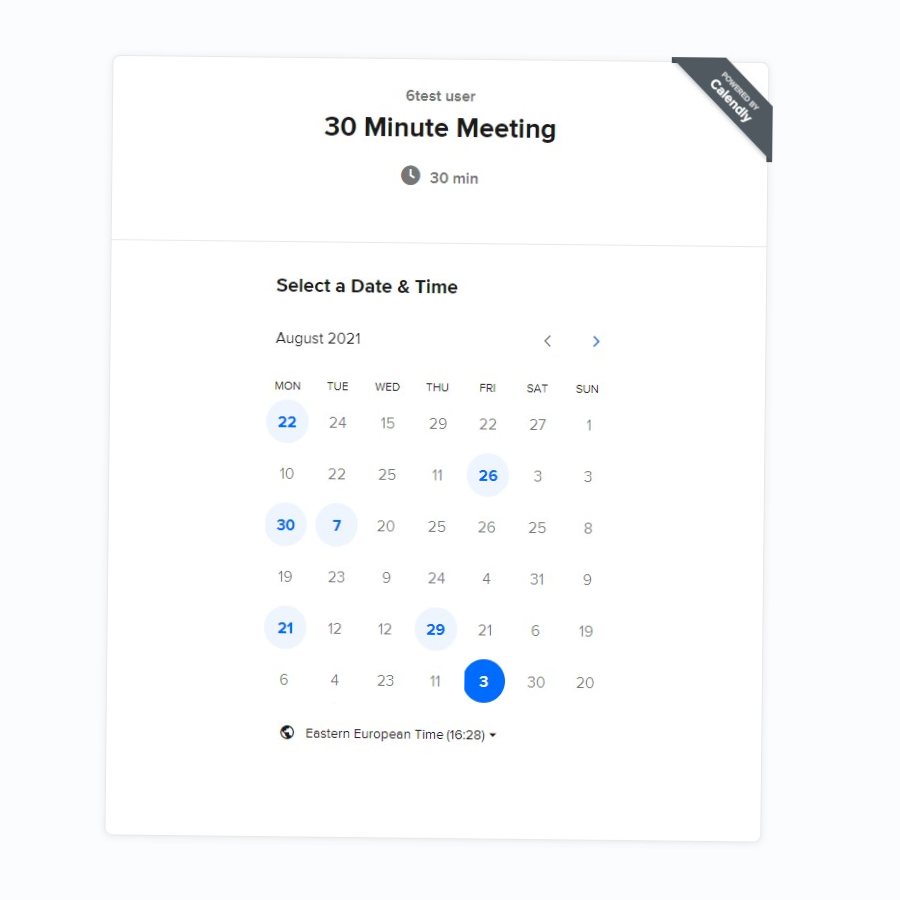 POWERED BY
Calendly
6test user
30 Minute Meeting
30 min
Select a Date & Time
August 2021
MON TUE WED THU FRI SAT SUN
22 24 15 29 22 27 1
10 22 25 11 26 3 3
30 7 20 25 26 25 8
19 23 9 24 4 31 9
21 12 12 29 21 6 19
6 4 23 11 3 30 20
Eastern European Time (16:28)